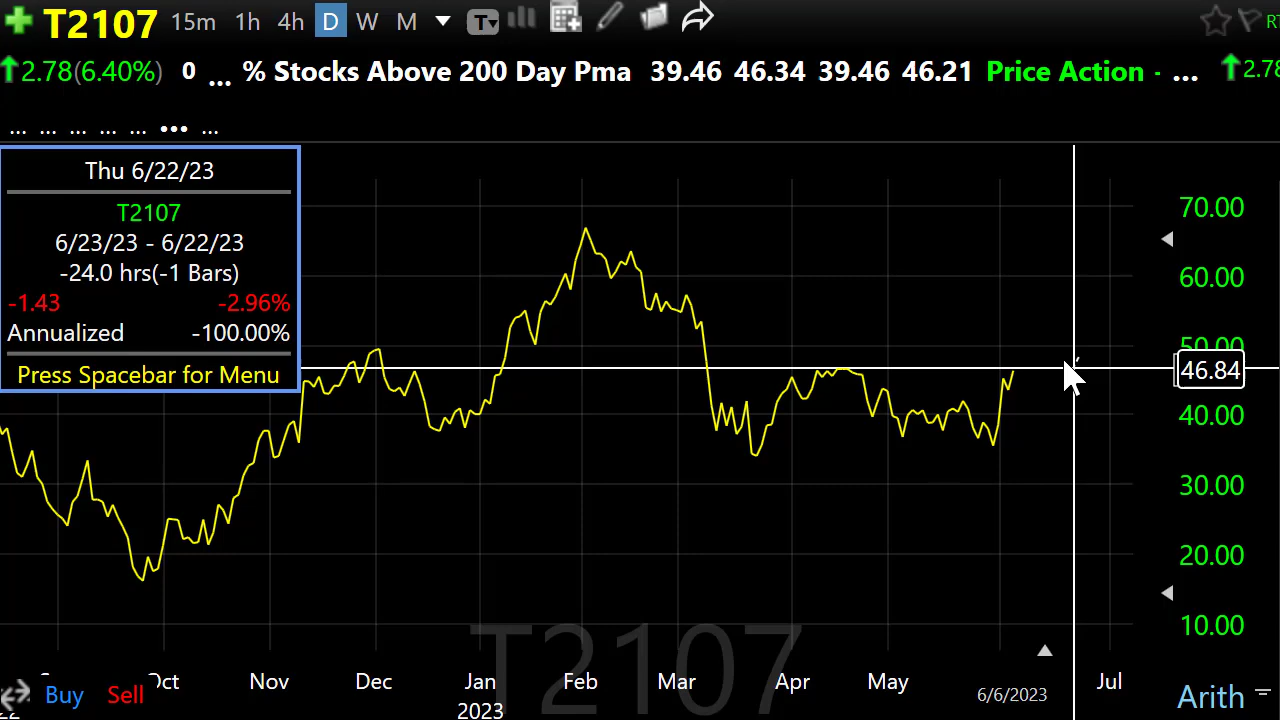 T2107 15m 1h 4h D W M T RT
2.78(6.40%) 0 ... % Stocks Above 200 Day Pma 39.46 46.34 39.46 46.21 Price Action - ... 2.78
... ... ... ... ... ... ...
Thu 6/22/23
T2107
6/23/23 - 6/22/23
-24.0 hrs(-1 Bars)
-1.43 -2.96%
Annualized -100.00%
Press Spacebar for Menu
70.00
60.00
50.00
46.84
40.00
30.00
20.00
10.00
T2107
Buy Sell
Oct Nov Dec Jan Feb Mar Apr May 6/6/2023 Jul
2023
Arith